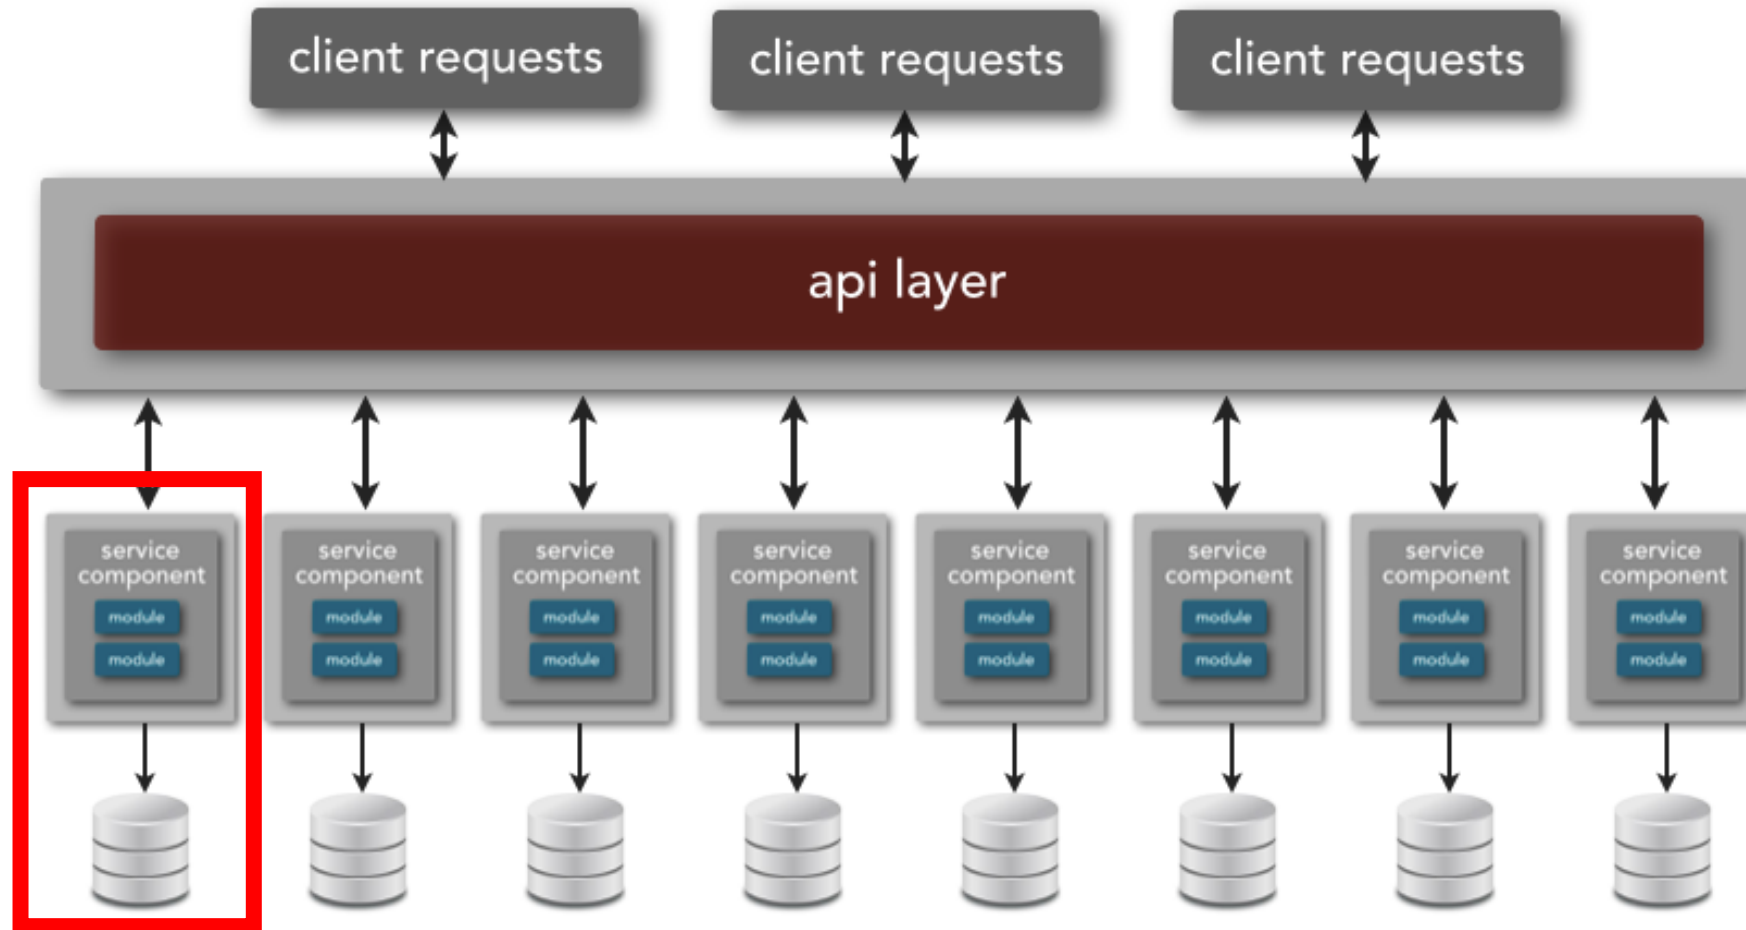 client requests
client requests
client requests
api layer
service
component
module
module
service
component
module
module
service
component
module
module
service
component
module
module
service
component
module
module
service
component
module
module
service
component
module
module
service
component
module
module